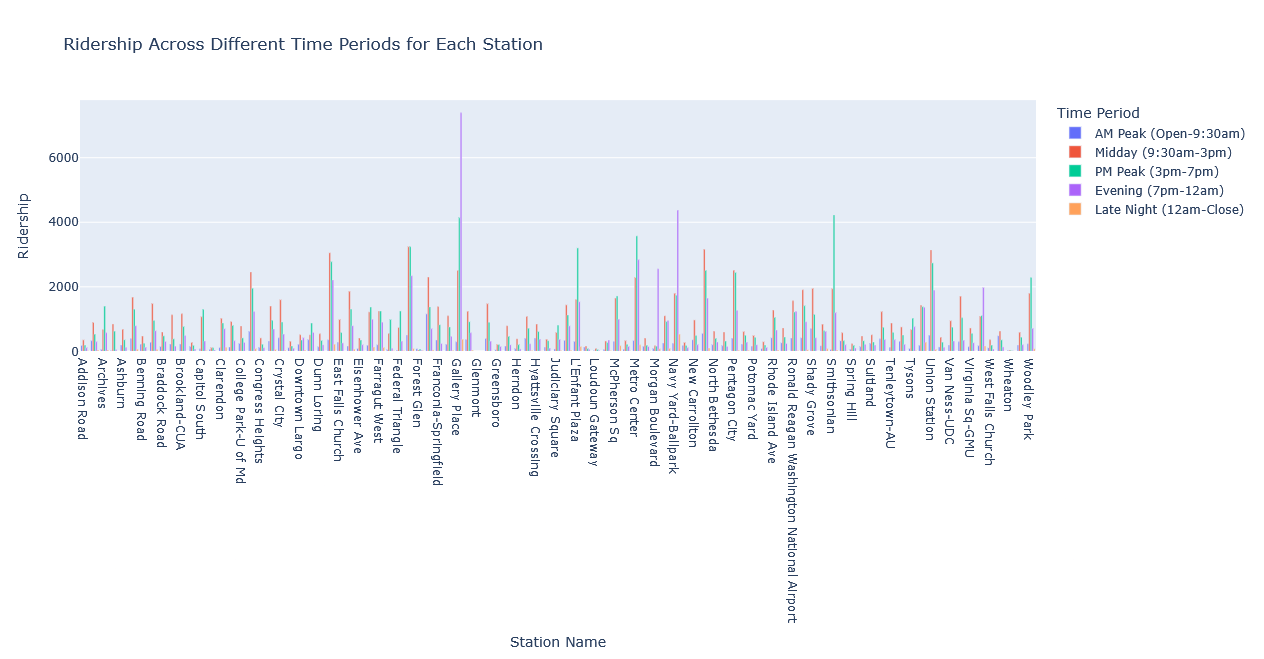 Ridership Across Different Time Periods for Each Station
Time Period
AM Peak (Open-9:30am)
Midday (9:30am-3pm)
PM Peak (3pm-7pm)
Evening (7pm-12am)
Late Night (12am-Close)
Ridership
6000
4000
2000
0
Addison Road
Archives
Ashburn
Benning Road
Braddock Road
Brookland-CUA
Capitol South
Clarendon
College Park-U of Md
Congress Heights
Crystal City
Downtown Largo
Dunn Loring
East Falls Church
Eisenhower Ave
Farragut West
Federal Triangle
Forest Glen
Franconia-Springfield
Gallery Place
Glenmont
Greensboro
Herndon
Hyattsville Crossing
Judiciary Square
L'Enfant Plaza
Loudoun Gateway
McPherson Sq
Metro Center
Morgan Boulevard
Navy Yard-Ballpark
New Carrollton
North Bethesda
Pentagon City
Potomac Yard
Rhode Island Ave
Ronald Reagan Washington National Airport
Shady Grove
Smithsonian
Spring Hill
Suitland
Tenleytown-AU
Tysons
Union Station
Van Ness-UDC
Virginia Sq-GMU
West Falls Church
Wheaton
Woodley Park
Station Name